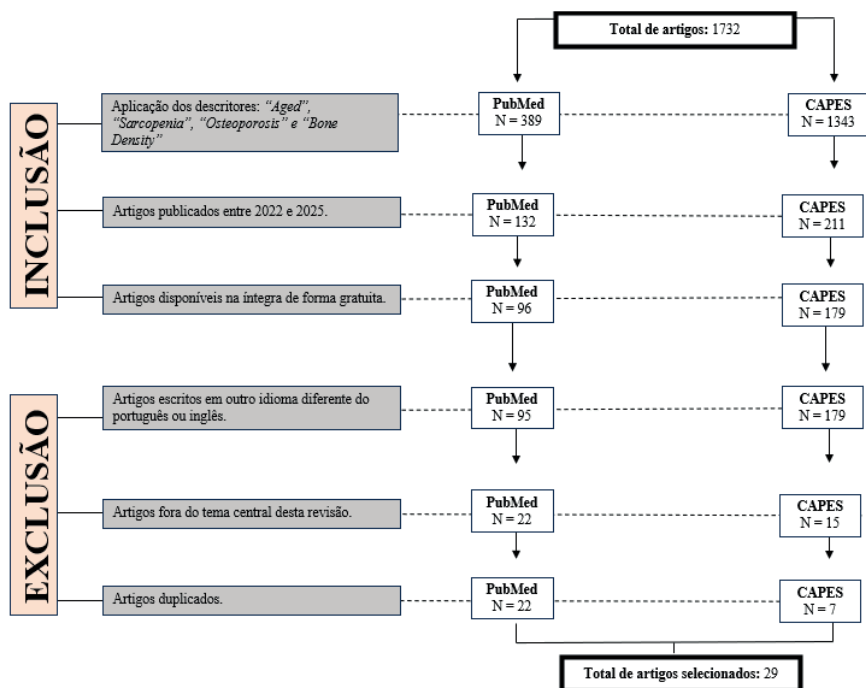 Total de artigos: 1732
INCLUSÃO
Aplicação dos descritores: “Aged”,
“Sarcopenia”, “Osteoporosis” e “Bone
Density”
PubMed
N = 389
CAPES
N = 1343
Artigos publicados entre 2022 e 2025.
PubMed
N = 132
CAPES
N = 211
Artigos disponíveis na íntegra de forma gratuita.
PubMed
N = 96
CAPES
N = 179
EXCLUSÃO
Artigos escritos em outro idioma diferente do
português ou inglês.
PubMed
N = 95
CAPES
N = 179
Artigos fora do tema central desta revisão.
PubMed
N = 22
CAPES
N = 15
Artigos duplicados.
PubMed
N = 22
CAPES
N = 7
Total de artigos selecionados: 29